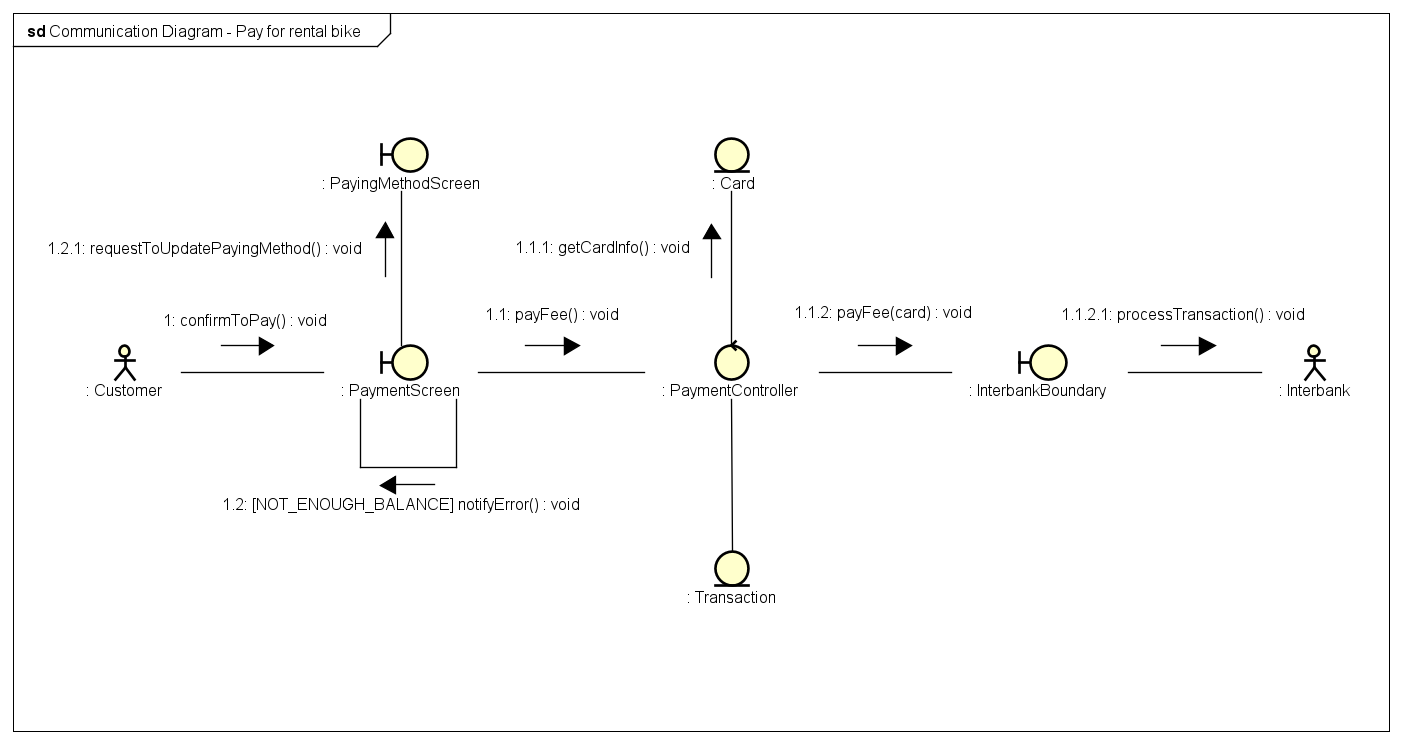 sd Communication Diagram - Pay for rental bike
: PayingMethodScreen
: Card
1.2.1: requestToUpdatePayingMethod() : void
1.1.1: getCardInfo() : void
1: confirmToPay() : void
1.1: payFee() : void
1.1.2: payFee(card) : void
1.1.2.1: processTransaction() : void
: Customer
: PaymentScreen
: PaymentController
: InterbankBoundary
: Interbank
1.2: [NOT_ENOUGH_BALANCE] notifyError() : void
: Transaction